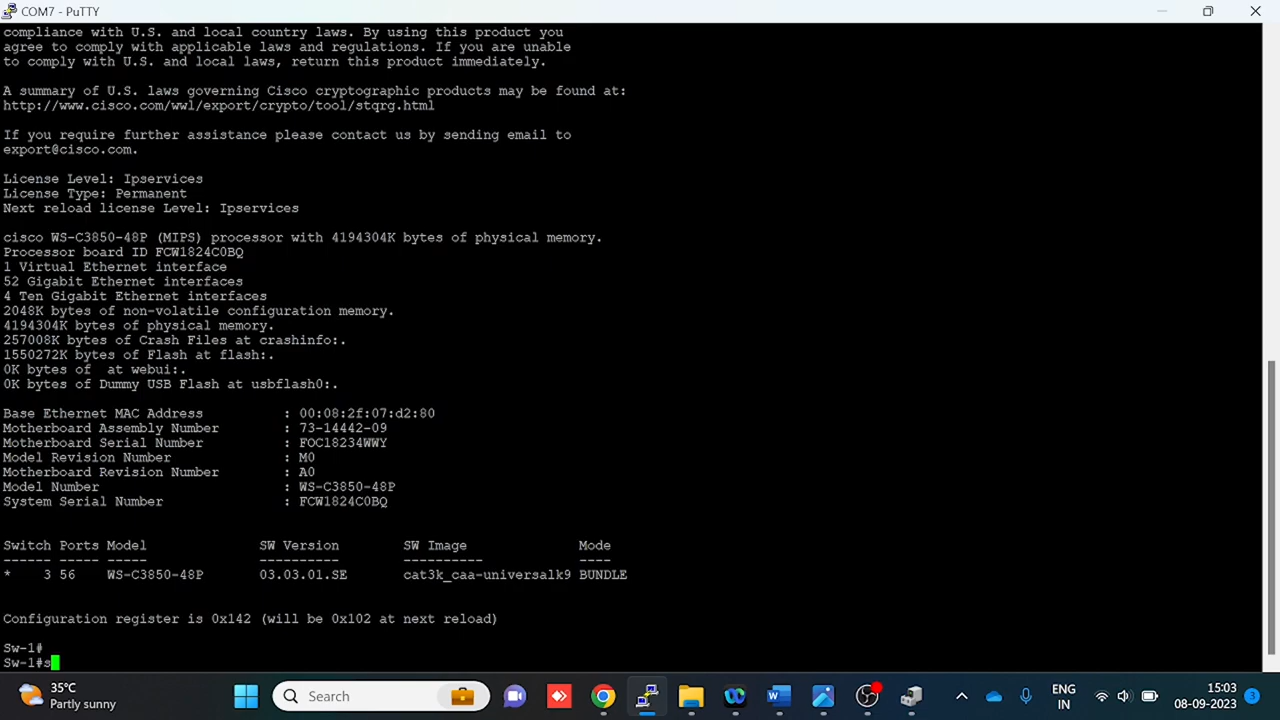 COM7 - PuTTY
compliance with U.S. and local country laws. By using this product you
agree to comply with applicable laws and regulations. If you are unable
to comply with U.S. and local laws, return this product immediately.
A summary of U.S. laws governing Cisco cryptographic products may be found at:
http://www.cisco.com/wwl/export/crypto/tool/stqrg.html
If you require further assistance please contact us by sending email to
export@cisco.com.
License Level: Ipservices
License Type: Permanent
Next reload license Level: Ipservices
cisco WS-C3850-48P (MIPS) processor with 4194304K bytes of physical memory.
Processor board ID FCW1824C0BQ
1 Virtual Ethernet interface
52 Gigabit Ethernet interfaces
4 Ten Gigabit Ethernet interfaces
2048K bytes of non-volatile configuration memory.
4194304K bytes of physical memory.
257008K bytes of Crash Files at crashinfo:.
1550272K bytes of Flash at flash:.
0K bytes of  at webui:.
0K bytes of Dummy USB Flash at usbflash0:.
Base Ethernet MAC Address          : 00:08:2f:07:d2:80
Motherboard Assembly Number        : 73-14442-09
Motherboard Serial Number          : FOC18234WWY
Model Revision Number              : M0
Motherboard Revision Number        : A0
Model Number                       : WS-C3850-48P
System Serial Number               : FCW1824C0BQ
Switch Ports Model              SW Version        SW Image              Mode
------ ----- -----              ----------        ----------            ----
*    3 56    WS-C3850-48P       03.03.01.SE       cat3k_caa-universalk9 BUNDLE
Configuration register is 0x142 (will be 0x102 at next reload)
Sw-1#
Sw-1#s
35°C
Partly sunny
Search
ENG
IN
15:03
08-09-2023
3